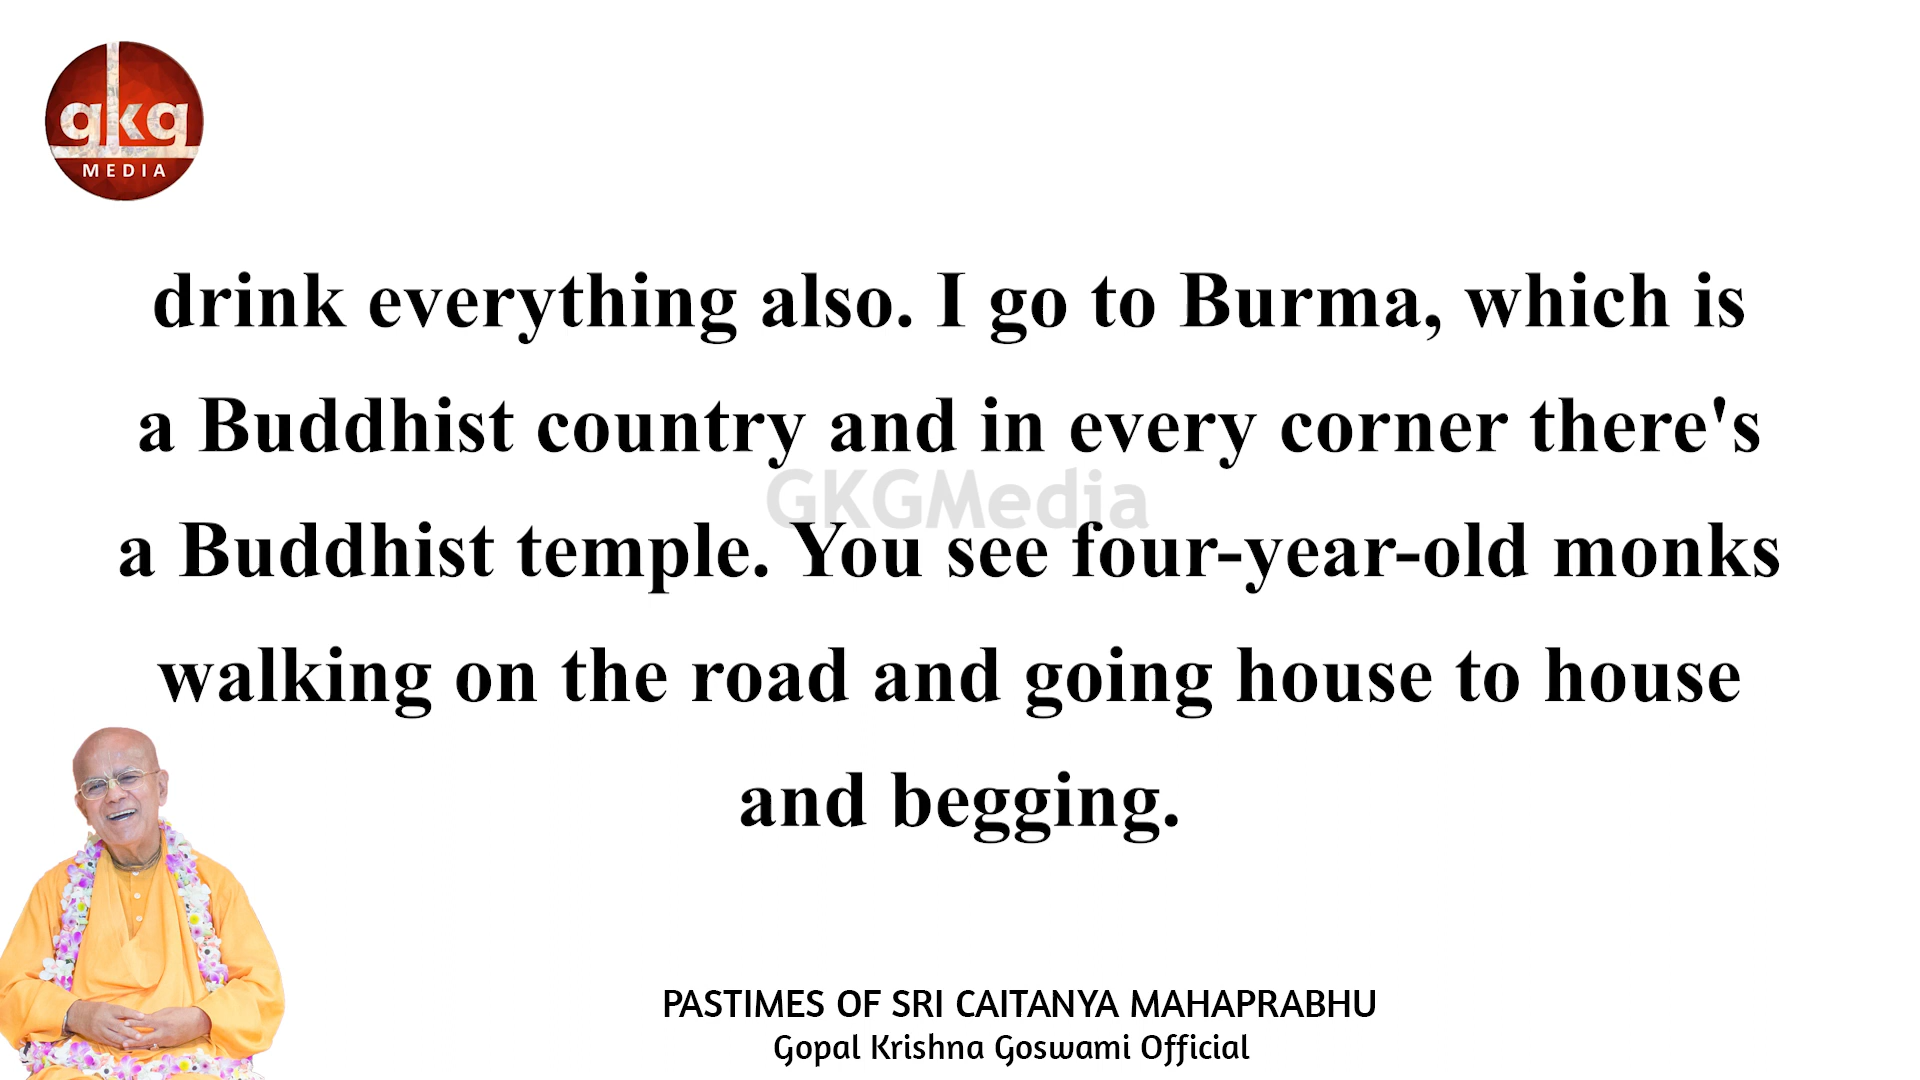 gkg
MEDIA
drink everything also. I go to Burma, which is
a Buddhist country and in every corner there's
GKGMedia
a Buddhist temple. You see four-year-old monks
walking on the road and going house to house
and begging.
PASTIMES OF SRI CAITANYA MAHAPRABHU
Gopal Krishna Goswami Official